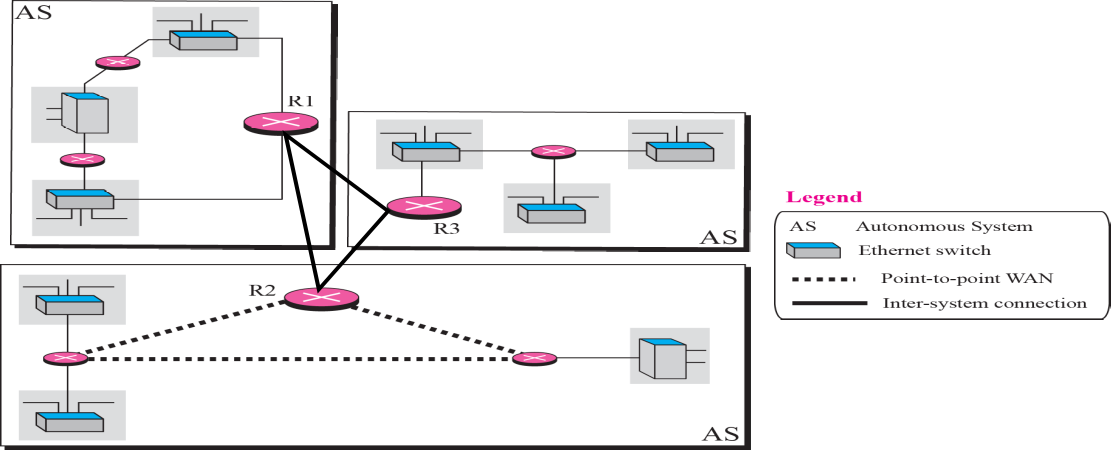 AS
R1
R3
AS
R2
AS
Legend
AS Autonomous System
Ethernet switch
Point-to-point WAN
Inter-system connection